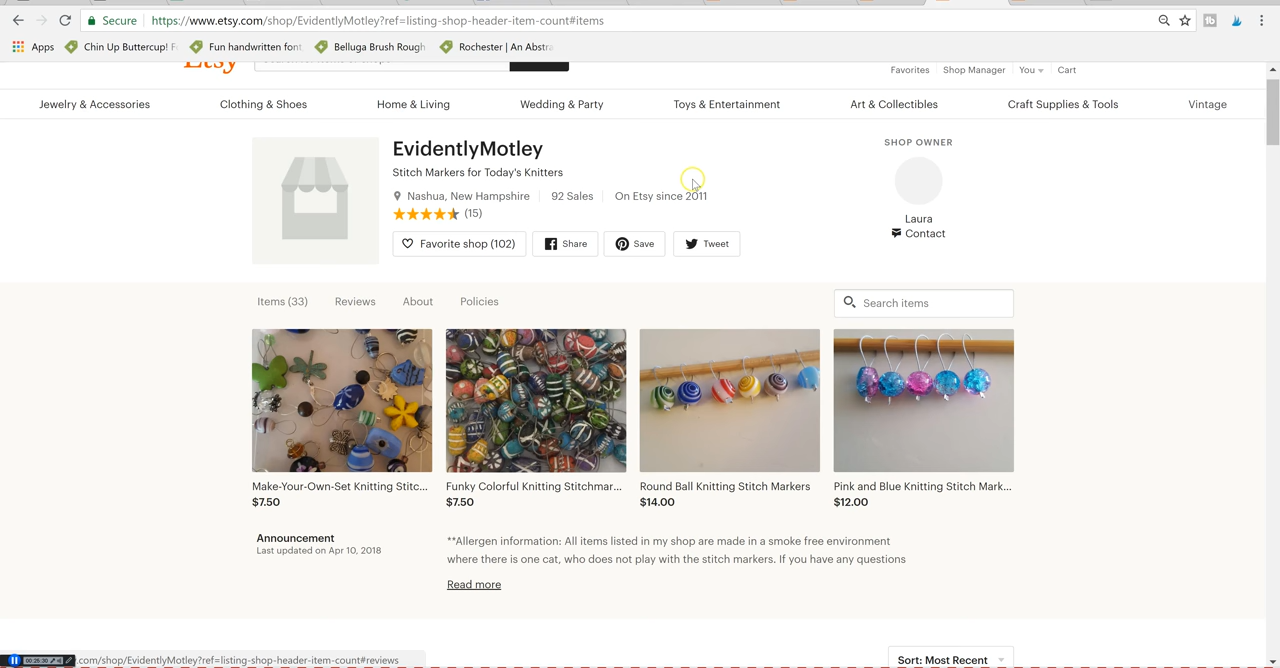 Secure https://www.etsy.com/shop/EvidentlyMotley?ref=listing-shop-header-item-count#items
Apps Chin Up Buttercup! F Fun handwritten font Belluga Brush Rough Rochester | An Abstra
Etsy
Favorites Shop Manager You Cart
Jewelry & Accessories Clothing & Shoes Home & Living Wedding & Party Toys & Entertainment Art & Collectibles Craft Supplies & Tools Vintage
EvidentlyMotley
Stitch Markers for Today's Knitters
Nashua, New Hampshire 92 Sales On Etsy since 2011
(15)
Favorite shop (102) Share Save Tweet
SHOP OWNER
Laura
Contact
Items (33) Reviews About Policies
Search items
Make-Your-Own-Set Knitting Stitc...
$7.50
Funky Colorful Knitting Stitchmar...
$7.50
Round Ball Knitting Stitch Markers
$14.00
Pink and Blue Knitting Stitch Mark...
$12.00
Announcement
Last updated on Apr 10, 2018
**Allergen information: All items listed in my shop are made in a smoke free environment
where there is one cat, who does not play with the stitch markers. If you have any questions
Read more
Sort: Most Recent
00:25:30 .com/shop/EvidentlyMotley?ref=listing-shop-header-item-count#reviews